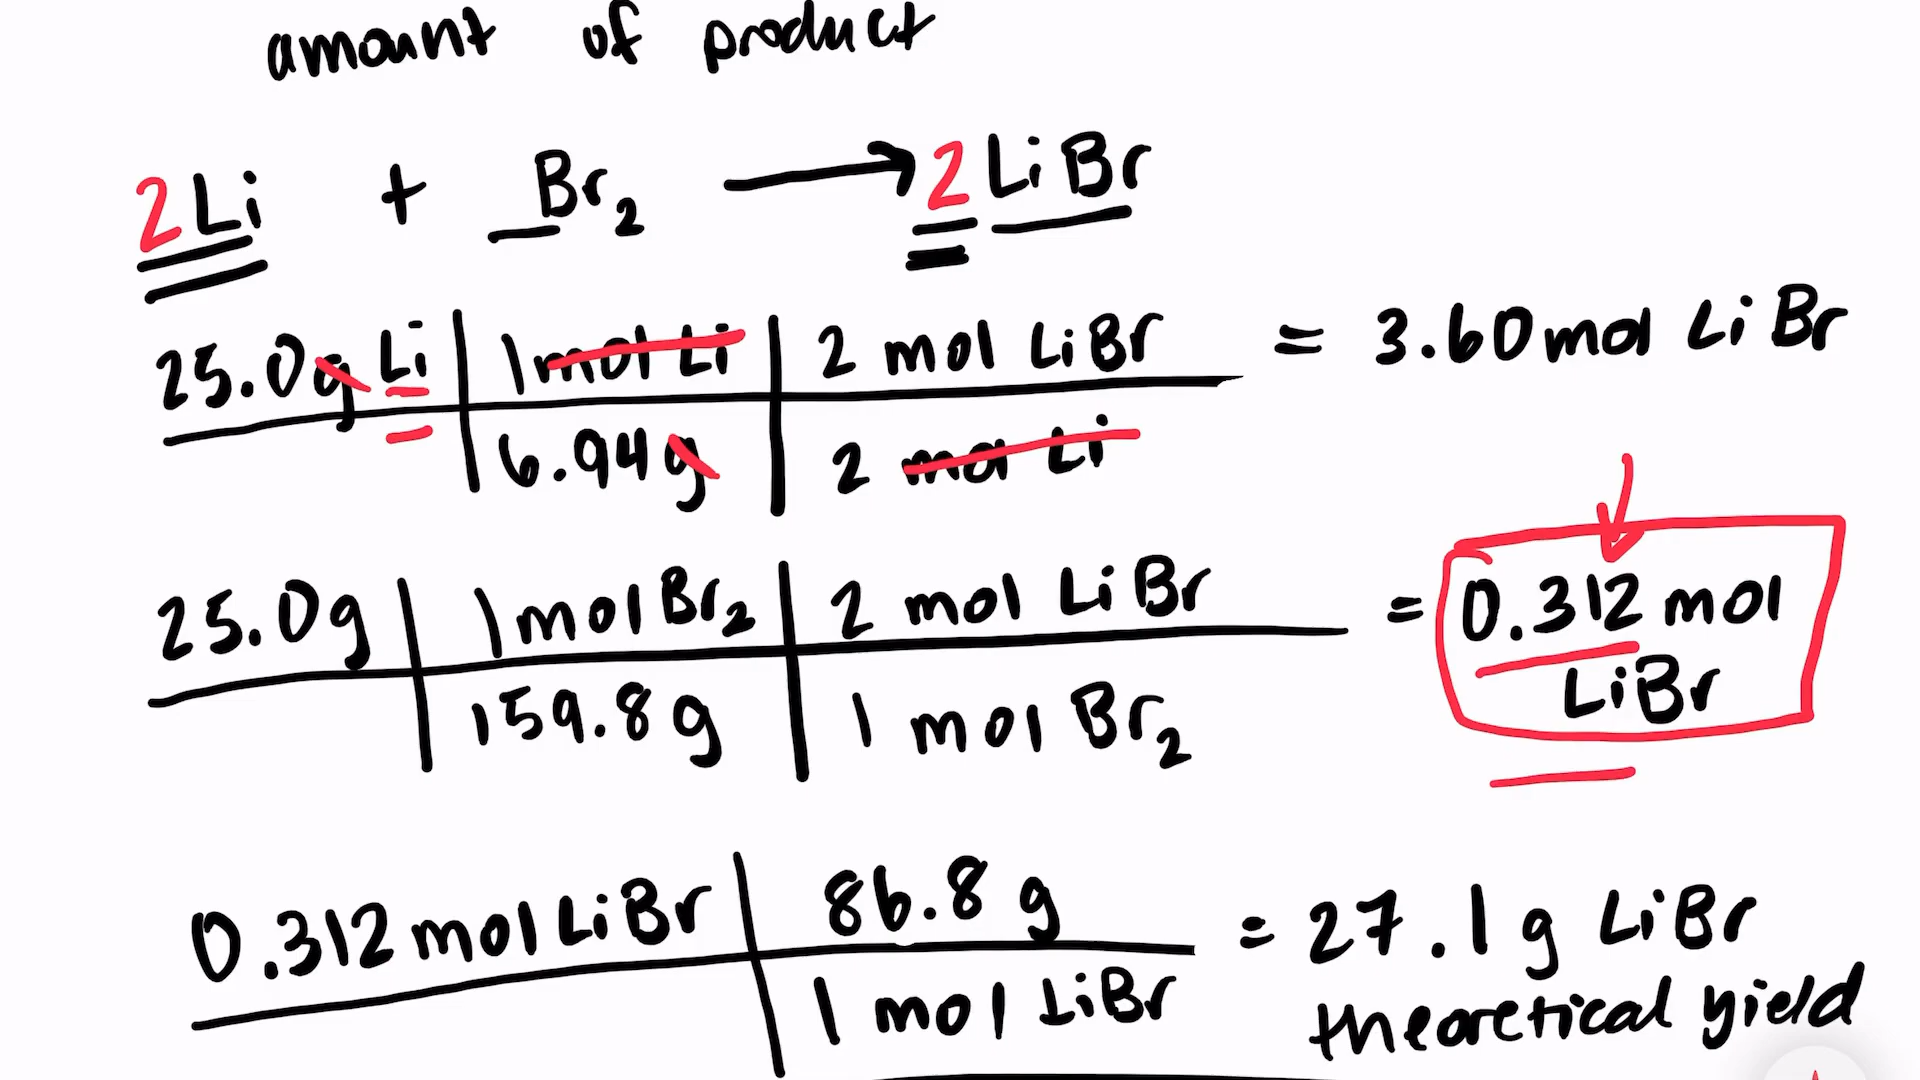 amount of product
2Li + _Br₂ → 2LiBr
25.0g Li | 1 mol Li | 2 mol LiBr = 3.60 mol LiBr
6.94g | 2 mol Li
25.0g | 1 mol Br₂ | 2 mol LiBr = 0.312 mol
LiBr
159.8g | 1 mol Br₂
0.312 mol LiBr | 86.8 g = 27.1 g LiBr
1 mol LiBr
theoretical yield